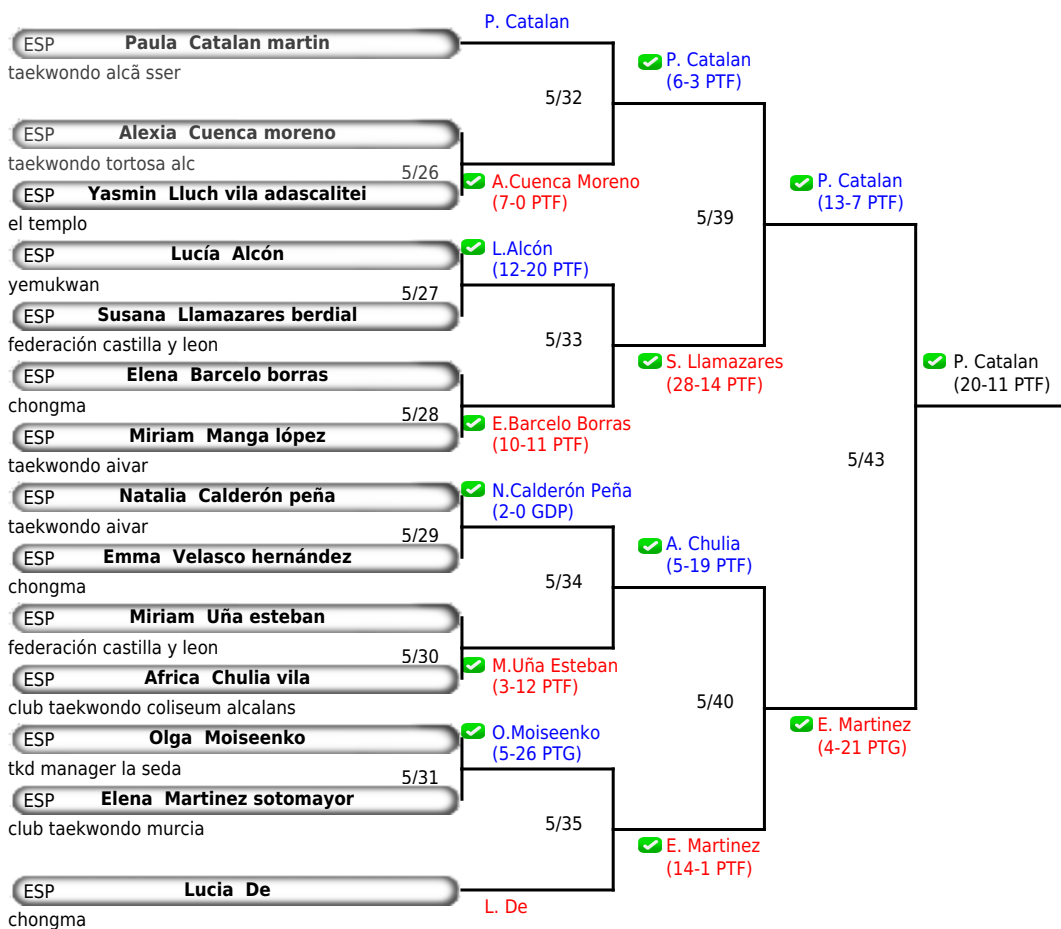 P. Catalan
ESP Paula Catalan martin
taekwondo alcã sser
P. Catalan
(6-3 PTF)
5/32
ESP Alexia Cuenca moreno
taekwondo tortosa alc
5/26
ESP Yasmin Lluch vila adascalitei
el templo
A.Cuenca Moreno
(7-0 PTF)
P. Catalan
(13-7 PTF)
5/39
ESP Lucía Alcón
yemukwan
L.Alcón
(12-20 PTF)
5/27
ESP Susana Llamazares berdial
federación castilla y leon
5/33
S. Llamazares
(28-14 PTF)
ESP Elena Barcelo borras
chongma
5/28
ESP Miriam Manga lópez
taekwondo aivar
E.Barcelo Borras
(10-11 PTF)
P. Catalan
(20-11 PTF)
5/43
ESP Natalia Calderón peña
taekwondo aivar
N.Calderón Peña
(2-0 GDP)
5/29
ESP Emma Velasco hernández
chongma
A. Chulia
(5-19 PTF)
5/34
ESP Miriam Uña esteban
federación castilla y leon
5/30
ESP Africa Chulia vila
club taekwondo coliseum alcalans
M.Uña Esteban
(3-12 PTF)
5/40
E. Martinez
(4-21 PTG)
ESP Olga Moiseenko
tkd manager la seda
O.Moiseenko
(5-26 PTG)
5/31
ESP Elena Martinez sotomayor
club taekwondo murcia
5/35
E. Martinez
(14-1 PTF)
ESP Lucia De
chongma
L. De